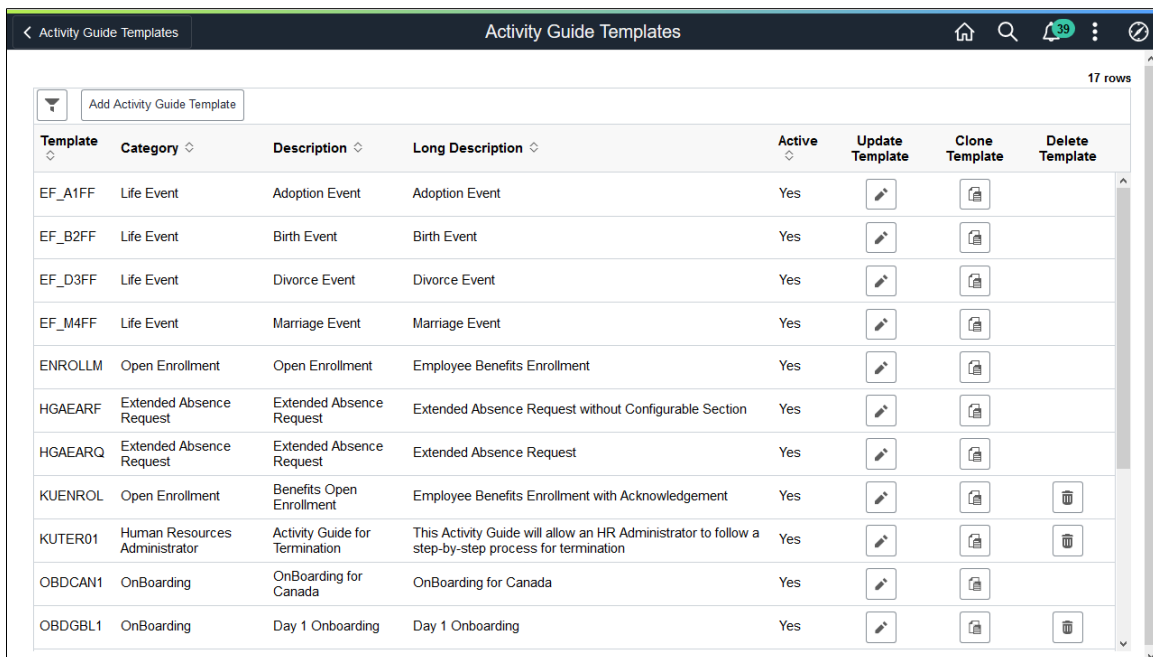 Activity Guide Templates
Activity Guide Templates
39
17 rows
Add Activity Guide Template
Template Category Description Long Description Active Update Template Clone Template Delete Template
EF_A1FF Life Event Adoption Event Adoption Event Yes
EF_B2FF Life Event Birth Event Birth Event Yes
EF_D3FF Life Event Divorce Event Divorce Event Yes
EF_M4FF Life Event Marriage Event Marriage Event Yes
ENROLLM Open Enrollment Open Enrollment Employee Benefits Enrollment Yes
HGAEARF Extended Absence Request Extended Absence Request Extended Absence Request without Configurable Section Yes
HGAEARQ Extended Absence Request Extended Absence Request Extended Absence Request Yes
KUENROL Open Enrollment Benefits Open Enrollment Employee Benefits Enrollment with Acknowledgement Yes
KUTER01 Human Resources Administrator Activity Guide for Termination This Activity Guide will allow an HR Administrator to follow a step-by-step process for termination Yes
OBDCAN1 OnBoarding OnBoarding for Canada OnBoarding for Canada Yes
OBDGBL1 OnBoarding Day 1 Onboarding Day 1 Onboarding Yes